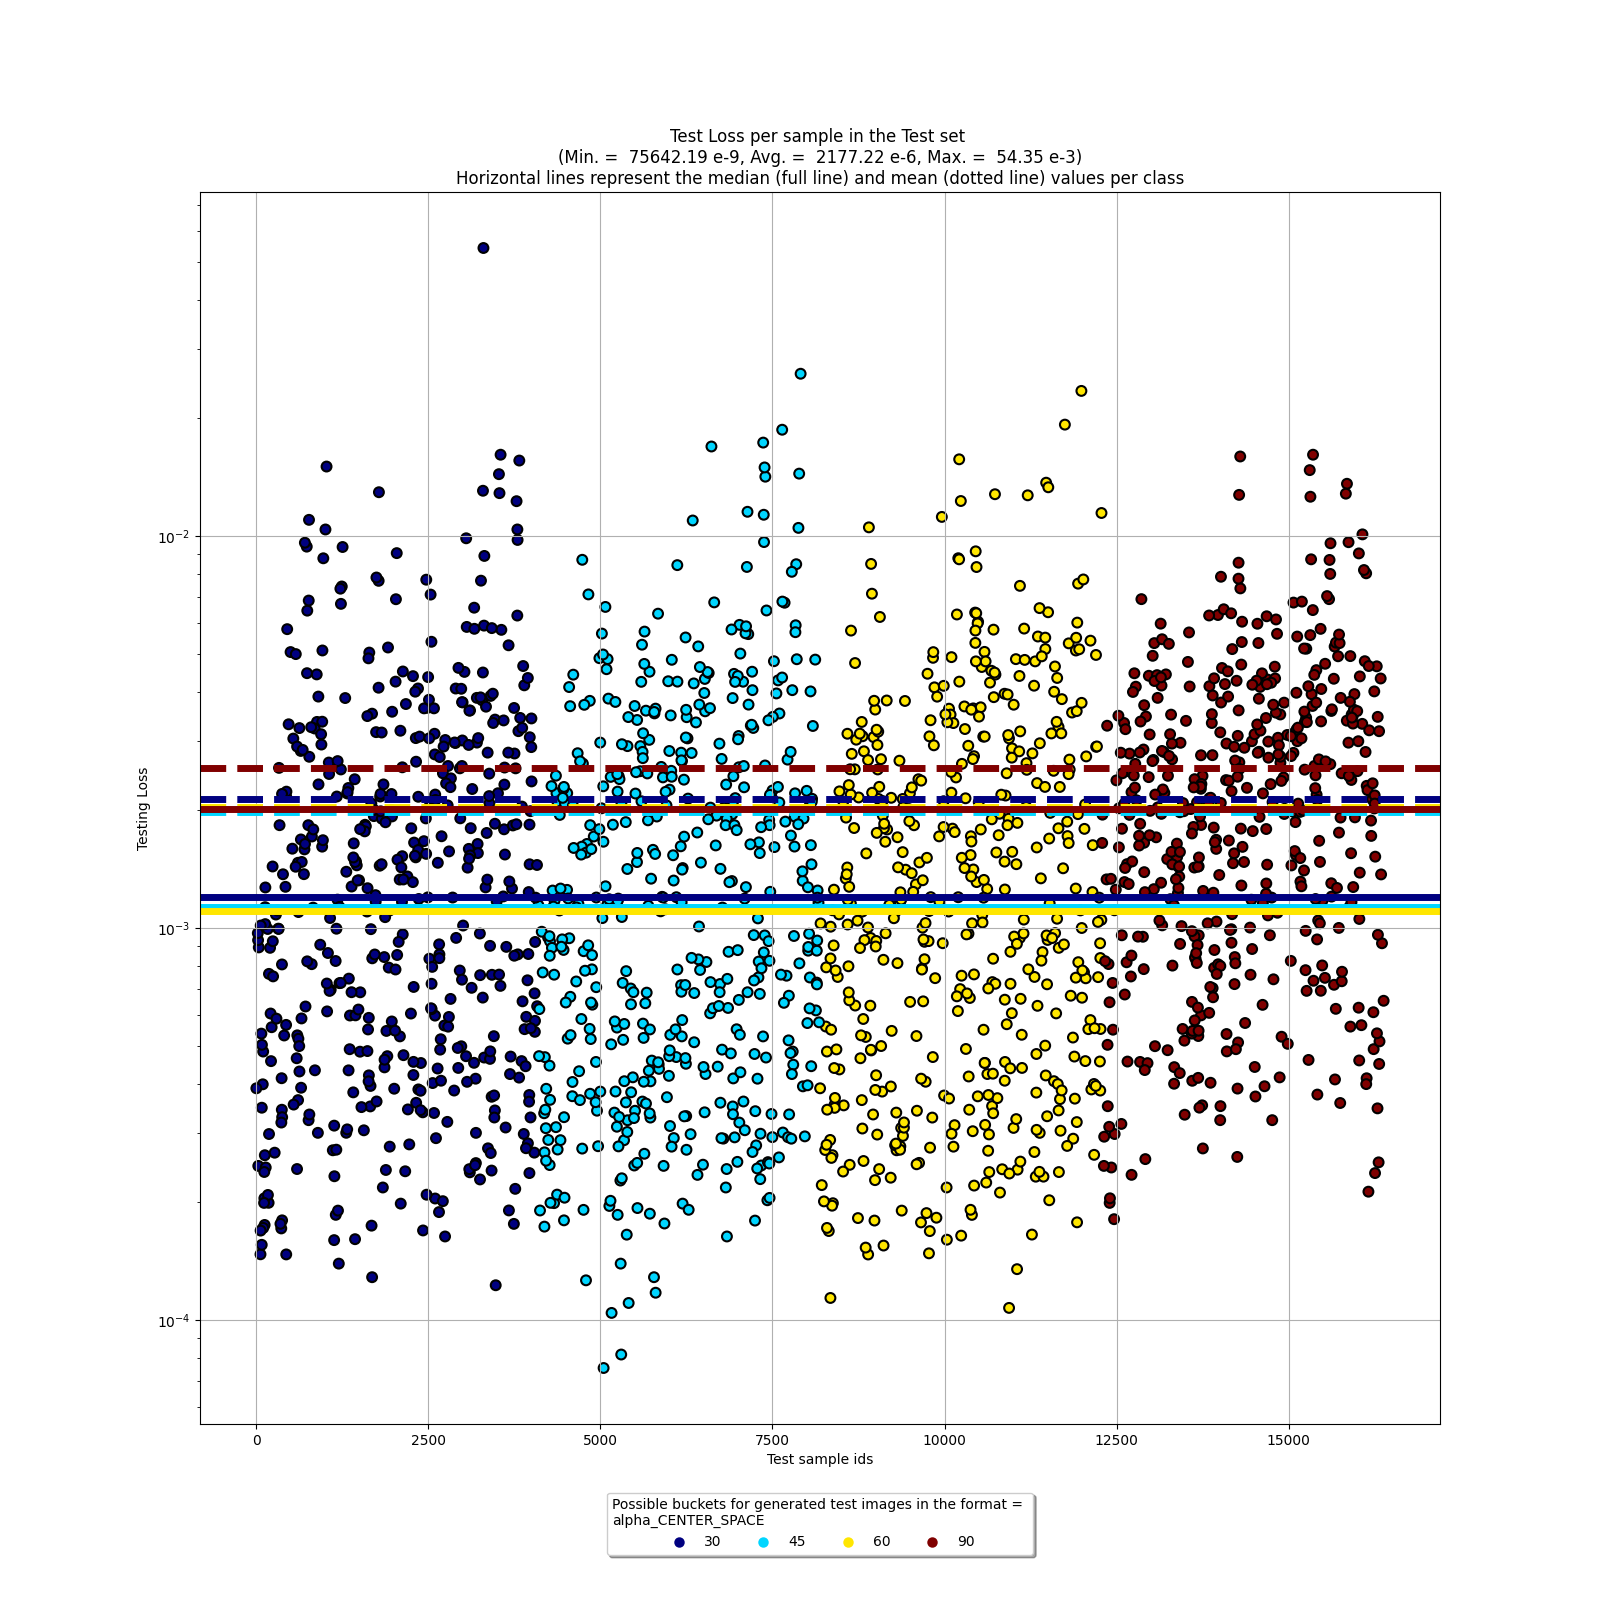 Test Loss per sample in the Test set
(Min. =  75642.19 e-9, Avg. =  2177.22 e-6, Max. =  54.35 e-3)
Horizontal lines represent the median (full line) and mean (dotted line) values per class
Testing Loss
10⁻²
10⁻³
10⁻⁴
0 2500 5000 7500 10000 12500 15000
Test sample ids
Possible buckets for generated test images in the format =
alpha_CENTER_SPACE
30 45 60 90